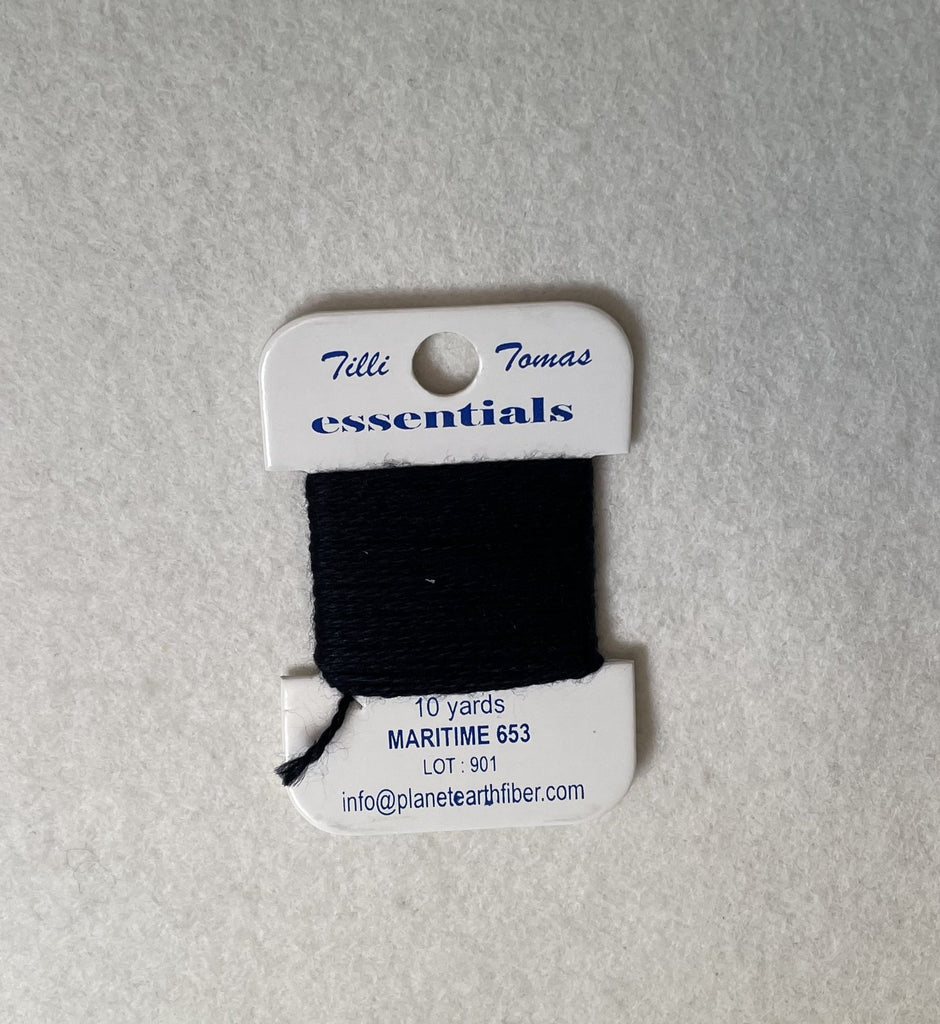 Tilli Tomas
essentials
10 yards
MARITIME 653
LOT : 901
info@planetearthfiber.com